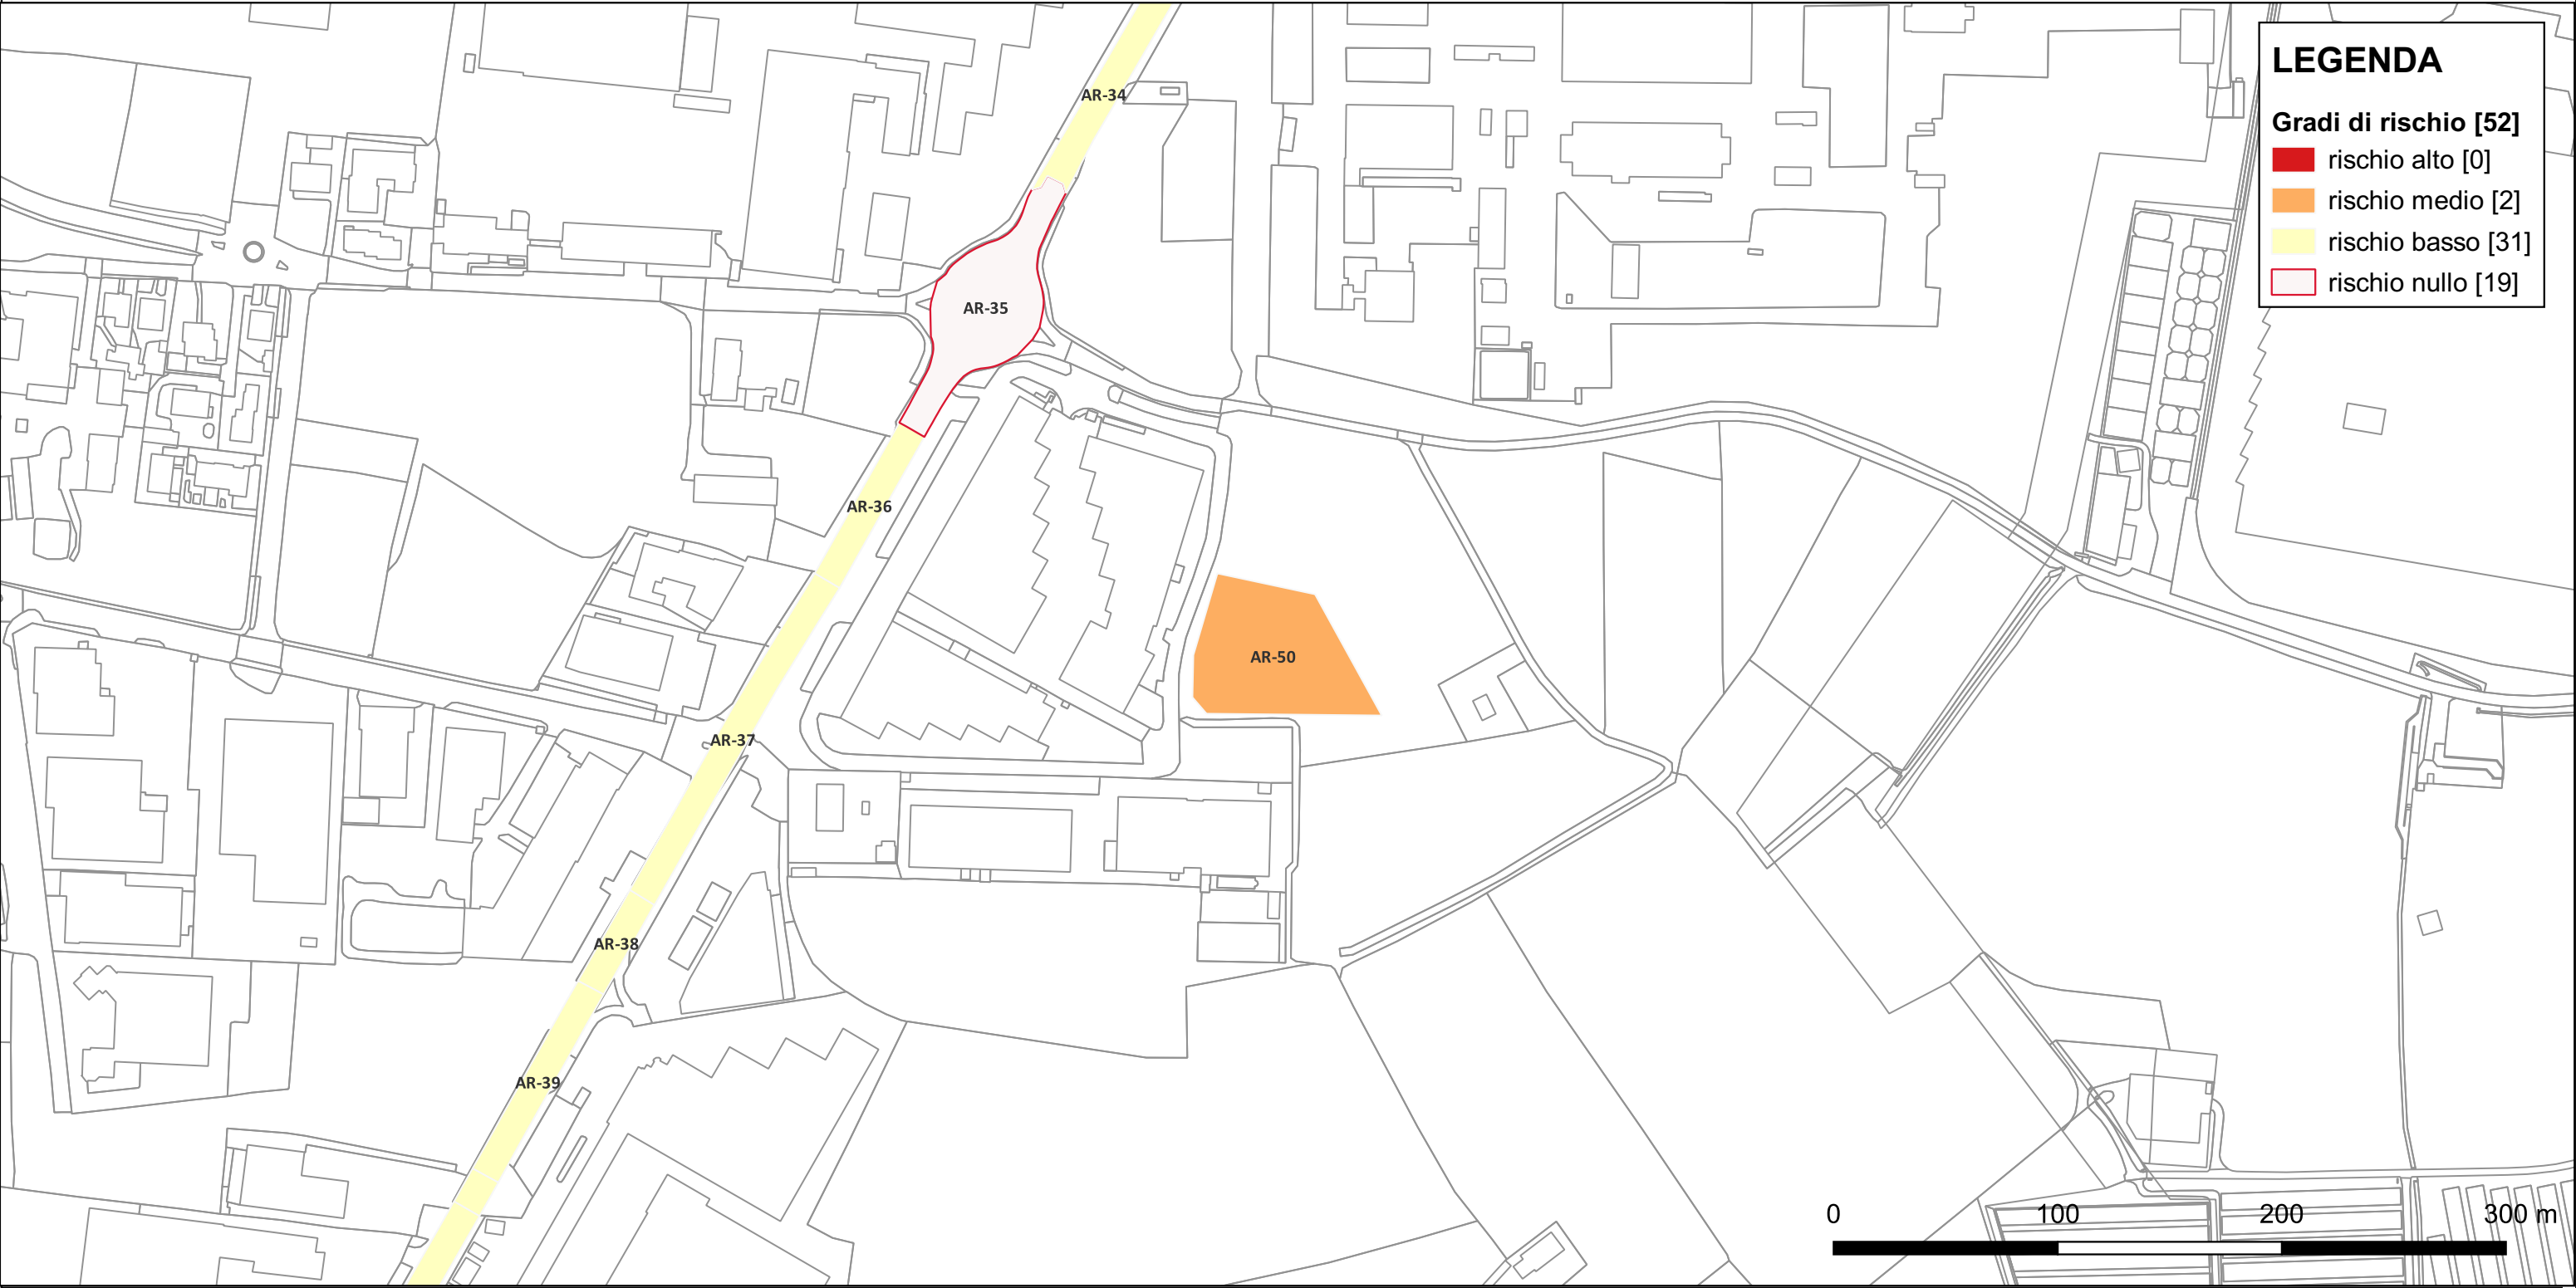 LEGENDA
Gradi di rischio [52]
rischio alto [0]
rischio medio [2]
rischio basso [31]
rischio nullo [19]
AR-34
AR-35
AR-36
AR-50
AR-37
AR-38
AR-39
0 100 200 300 m